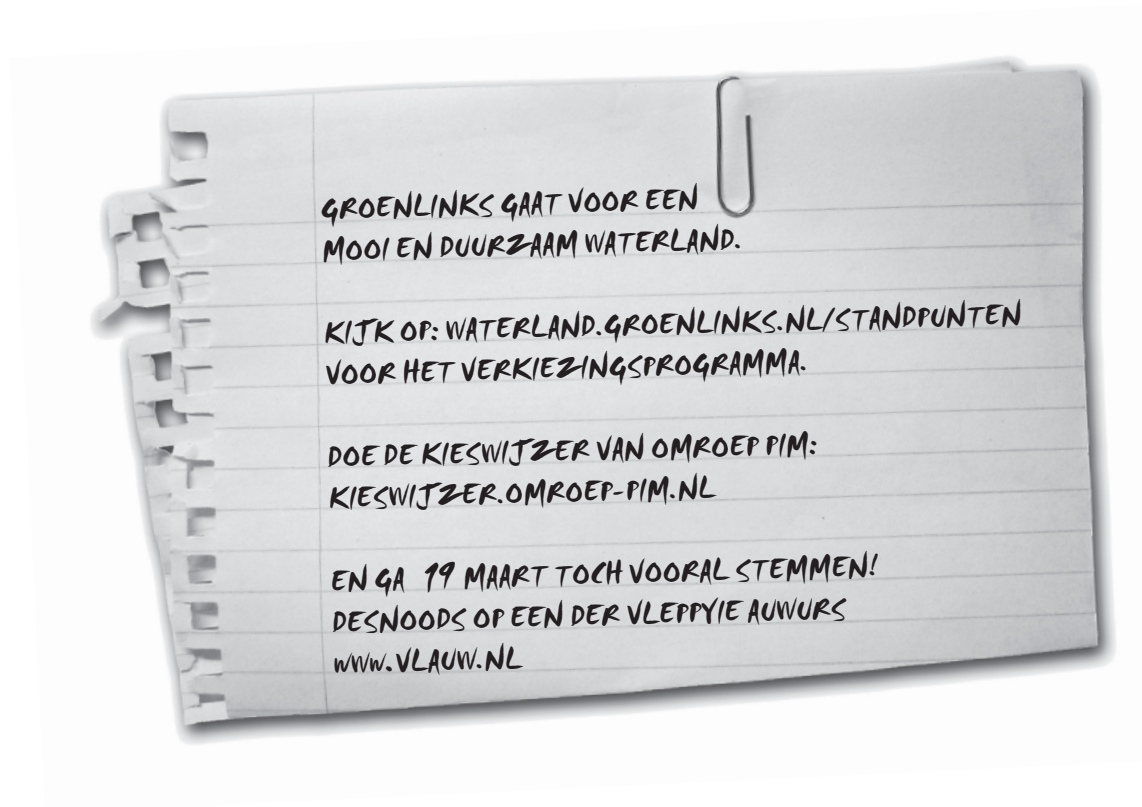 GROENLINKS GAAT VOOR EEN
MOOI EN DUURZAAM WATERLAND.
KIJK OP: WATERLAND.GROENLINKS.NL/STANDPUNTEN
VOOR HET VERKIEZINGSPROGRAMMA.
DOE DE KIESWIJZER VAN OMROEP PIM:
KIESWIJZER.OMROEP-PIM.NL
EN GA 19 MAART TOCH VOORAL STEMMEN!
DESNOODS OP EEN DER VLEPPYIE AUWURS
WWW.VLAUW.NL